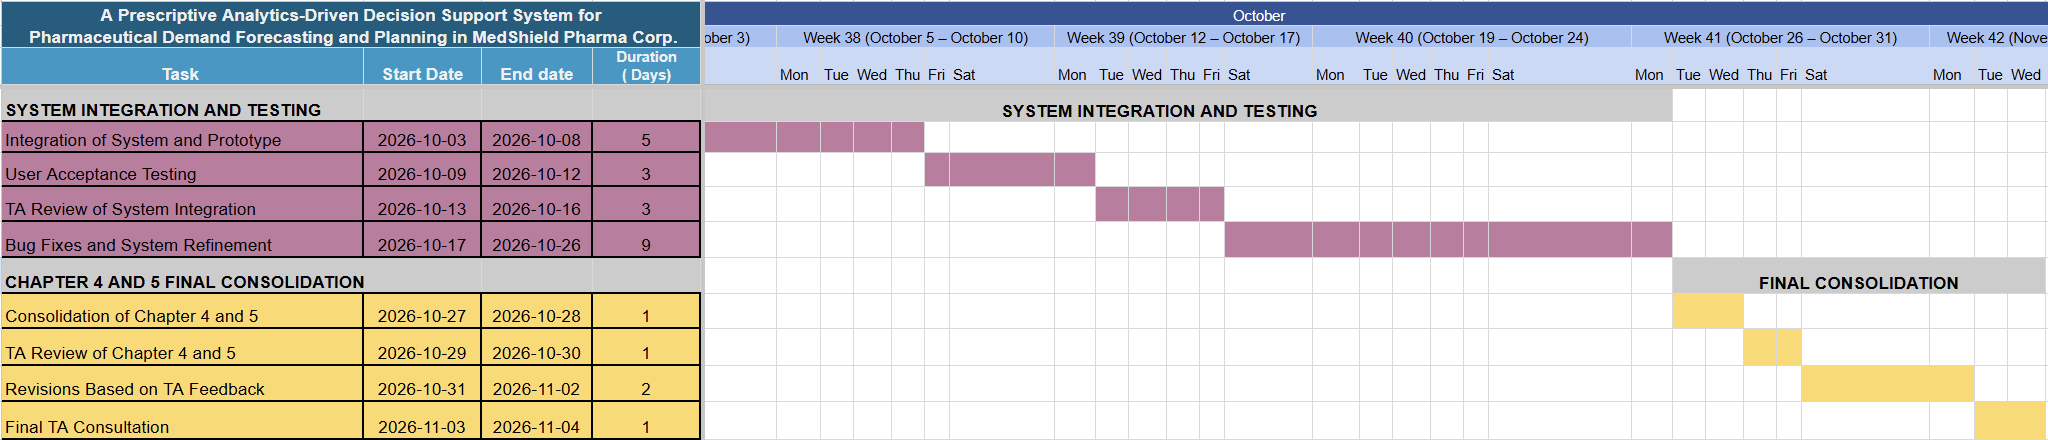 A Prescriptive Analytics-Driven Decision Support System for
Pharmaceutical Demand Forecasting and Planning in MedShield Pharma Corp.
October
ober 3) Week 38 (October 5 – October 10) Week 39 (October 12 – October 17) Week 40 (October 19 – October 24) Week 41 (October 26 – October 31) Week 42 (Nove
Task Start Date End date Duration
( Days)
Mon Tue Wed Thu Fri Sat Mon Tue Wed Thu Fri Sat Mon Tue Wed Thu Fri Sat Mon Tue Wed Thu Fri Sat Mon Tue Wed
SYSTEM INTEGRATION AND TESTING SYSTEM INTEGRATION AND TESTING
Integration of System and Prototype 2026-10-03 2026-10-08 5
User Acceptance Testing 2026-10-09 2026-10-12 3
TA Review of System Integration 2026-10-13 2026-10-16 3
Bug Fixes and System Refinement 2026-10-17 2026-10-26 9
CHAPTER 4 AND 5 FINAL CONSOLIDATION FINAL CONSOLIDATION
Consolidation of Chapter 4 and 5 2026-10-27 2026-10-28 1
TA Review of Chapter 4 and 5 2026-10-29 2026-10-30 1
Revisions Based on TA Feedback 2026-10-31 2026-11-02 2
Final TA Consultation 2026-11-03 2026-11-04 1